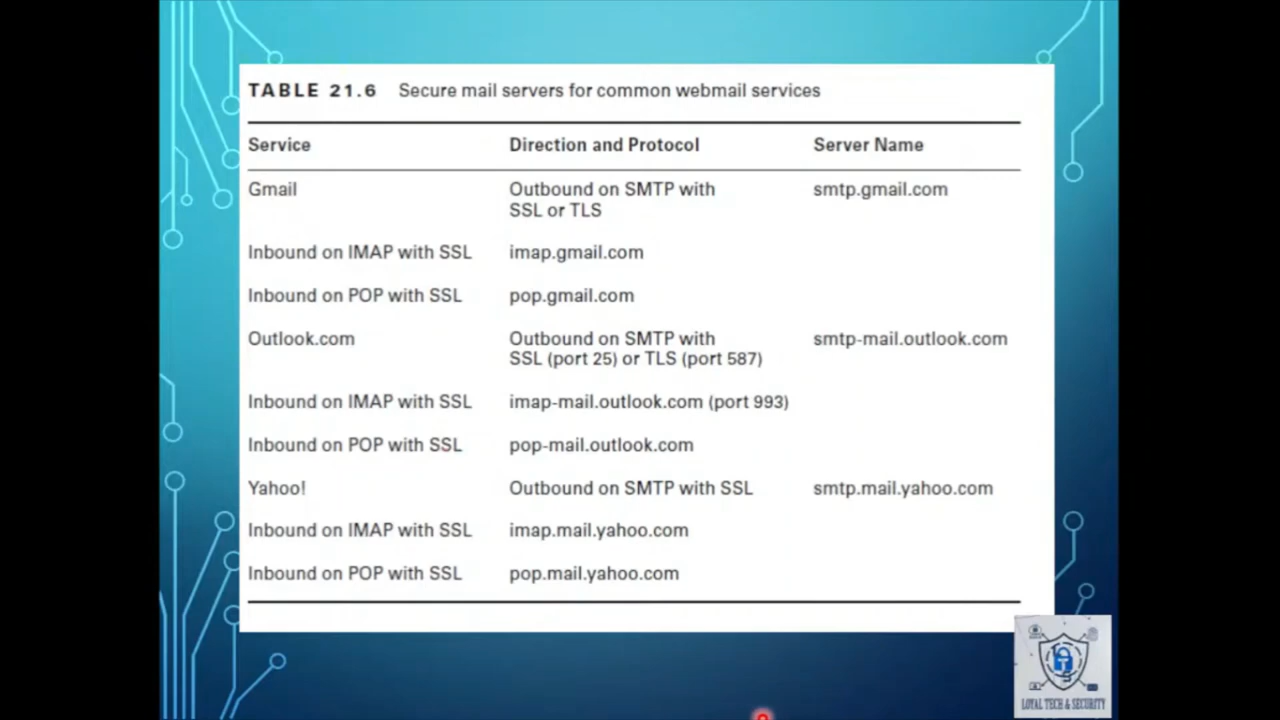 TABLE 21.6 Secure mail servers for common webmail services
Service Direction and Protocol Server Name
Gmail Outbound on SMTP with smtp.gmail.com
SSL or TLS
Inbound on IMAP with SSL imap.gmail.com
Inbound on POP with SSL pop.gmail.com
Outlook.com Outbound on SMTP with smtp-mail.outlook.com
SSL (port 25) or TLS (port 587)
Inbound on IMAP with SSL imap-mail.outlook.com (port 993)
Inbound on POP with SSL pop-mail.outlook.com
Yahoo! Outbound on SMTP with SSL smtp.mail.yahoo.com
Inbound on IMAP with SSL imap.mail.yahoo.com
Inbound on POP with SSL pop.mail.yahoo.com
LOYAL TECH & SECURITY